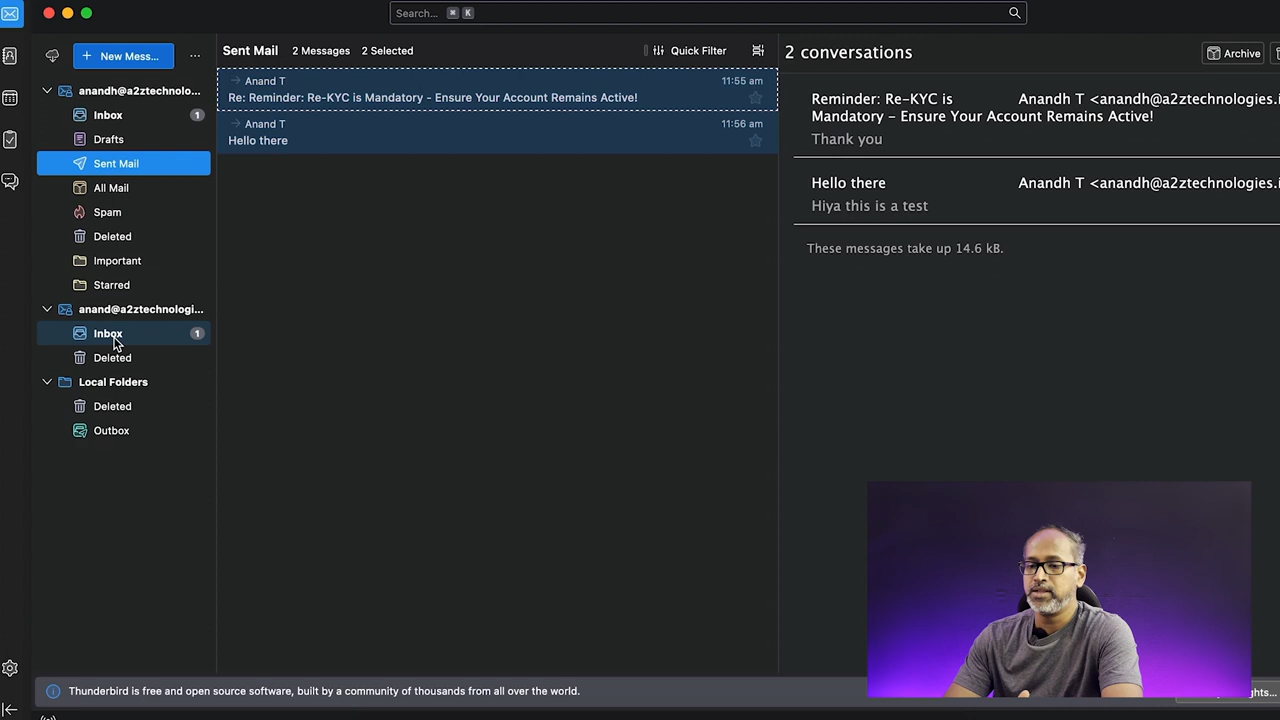 Search... ⌘ K
New Mess... ...
Sent Mail 2 Messages 2 Selected Quick Filter
2 conversations
Archive
anandh@a2ztechnolo...
Inbox 1
Drafts
Sent Mail
All Mail
Spam
Deleted
Important
Starred
anand@a2ztechnologi...
Inbox 1
Deleted
Local Folders
Deleted
Outbox
Anand T 11:55 am
Re: Reminder: Re-KYC is Mandatory - Ensure Your Account Remains Active!
Anand T 11:56 am
Hello there
Reminder: Re-KYC is Anandh T <anandh@a2ztechnologies.i
Mandatory - Ensure Your Account Remains Active!
Thank you
Hello there Anandh T <anandh@a2ztechnologies.i
Hiya this is a test
These messages take up 14.6 kB.
Thunderbird is free and open source software, built by a community of thousands from all over the world.